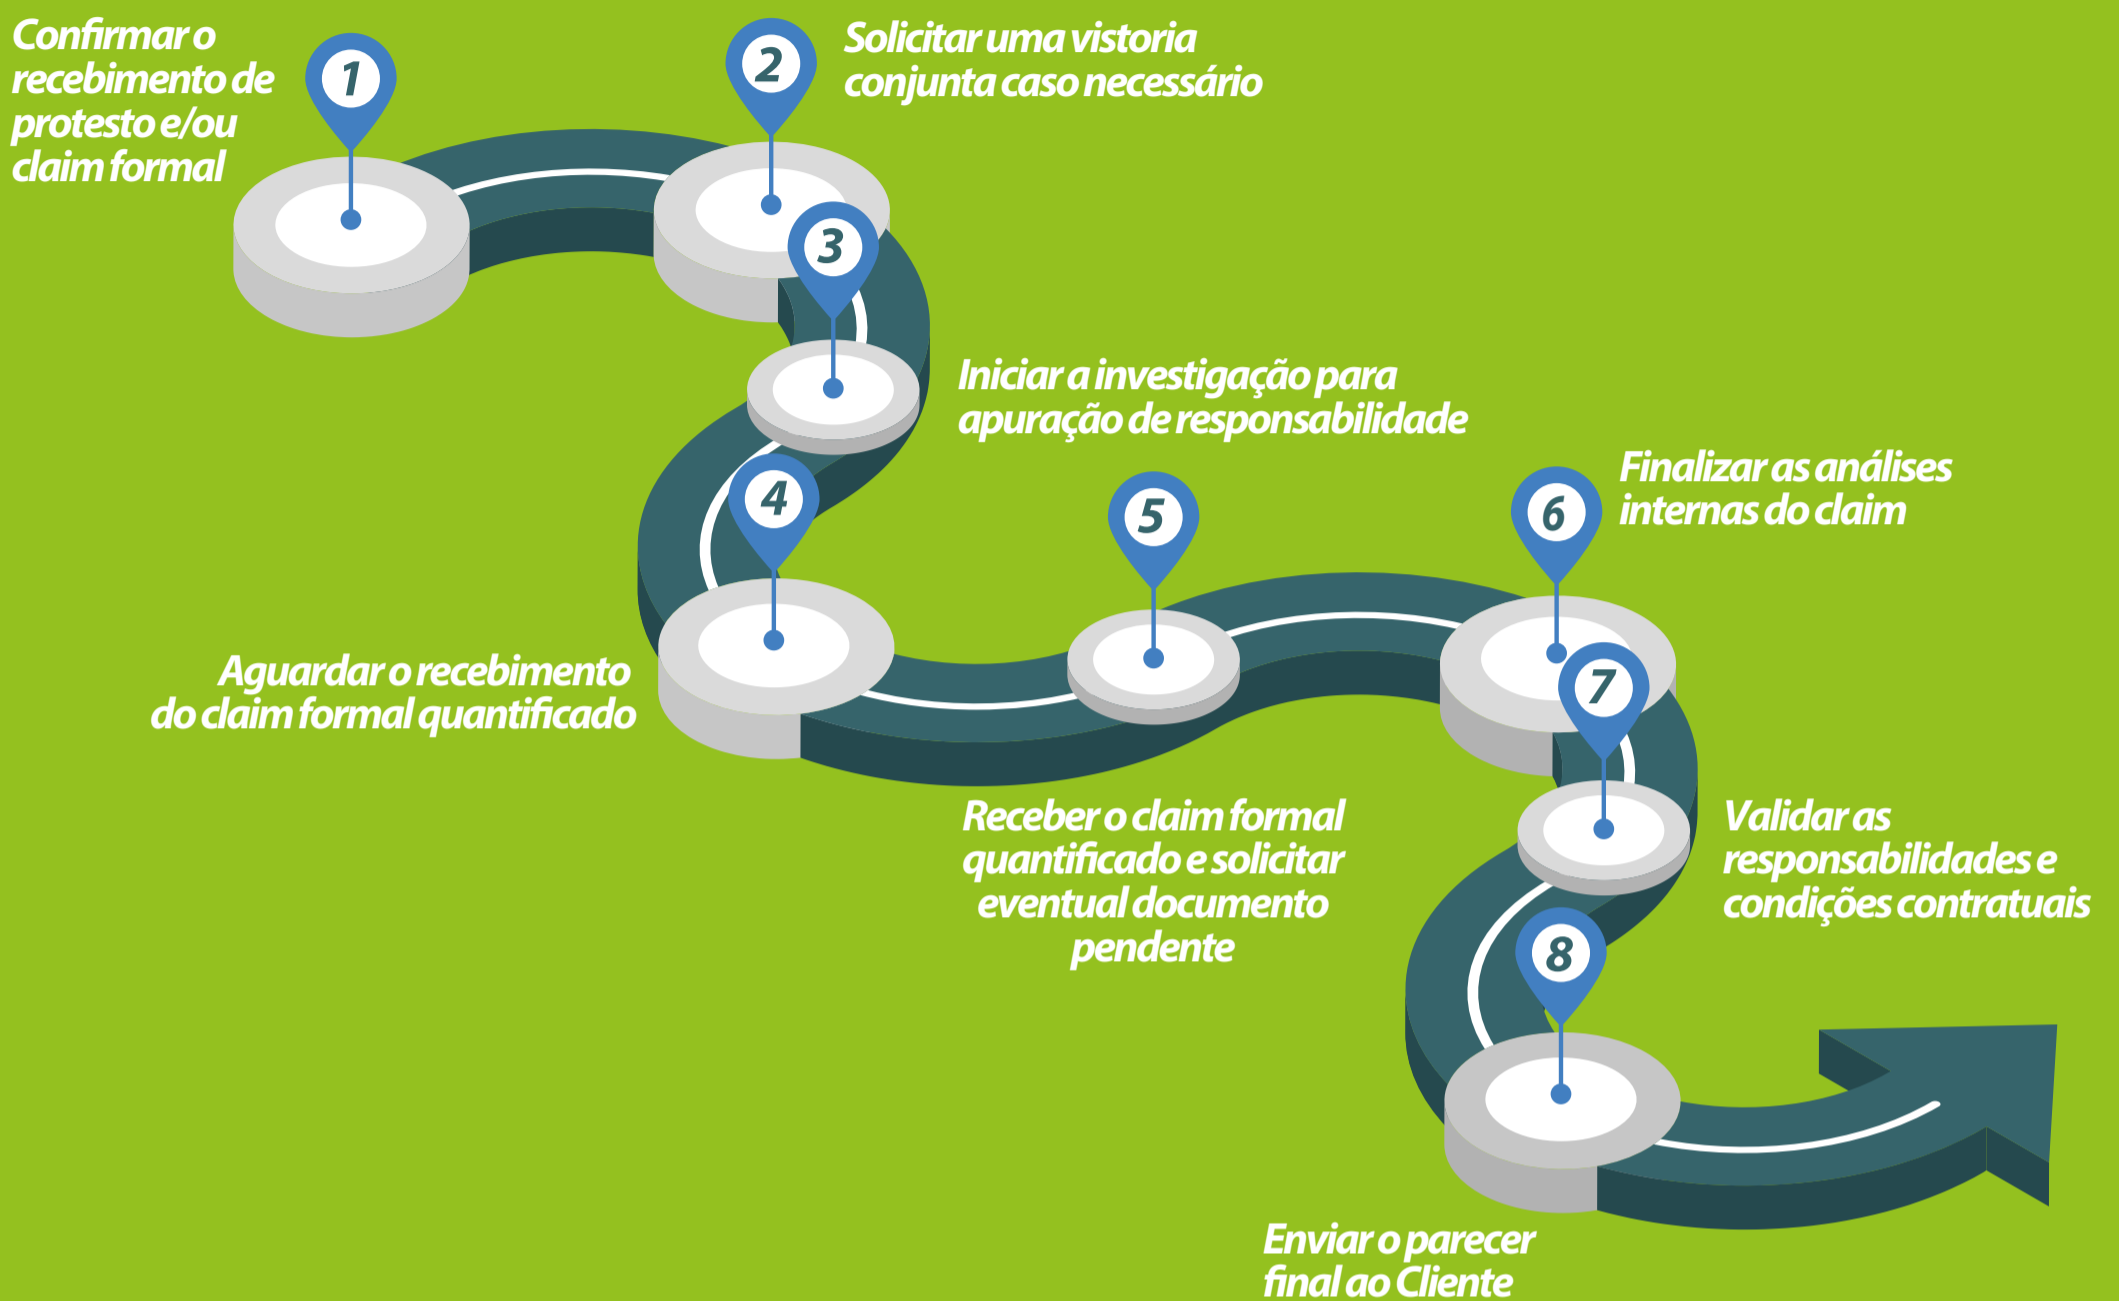 1
Confirmar o
recebimento de
protesto e/ou
claim formal
2
Solicitar uma vistoria
conjunta caso necessário
3
Iniciar a investigação para
apuração de responsabilidade
4
Aguardar o recebimento
do claim formal quantificado
5
Receber o claim formal
quantificado e solicitar
eventual documento
pendente
6
Finalizar as análises
internas do claim
7
Validar as
responsabilidades e
condições contratuais
8
Enviar o parecer
final ao Cliente